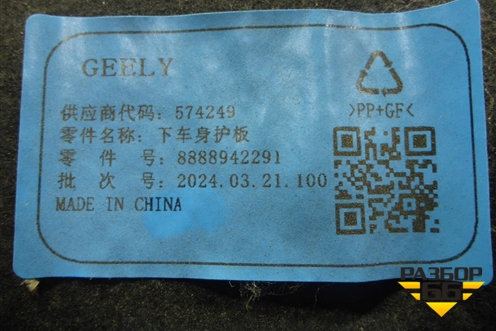 GEELY
>PP+GF<
供应商代码: 574249
零件名称: 下车身护板
零 件 号: 8888942291
批 次 号: 2024.03.21.100
MADE IN CHINA
РАЗБОР
66